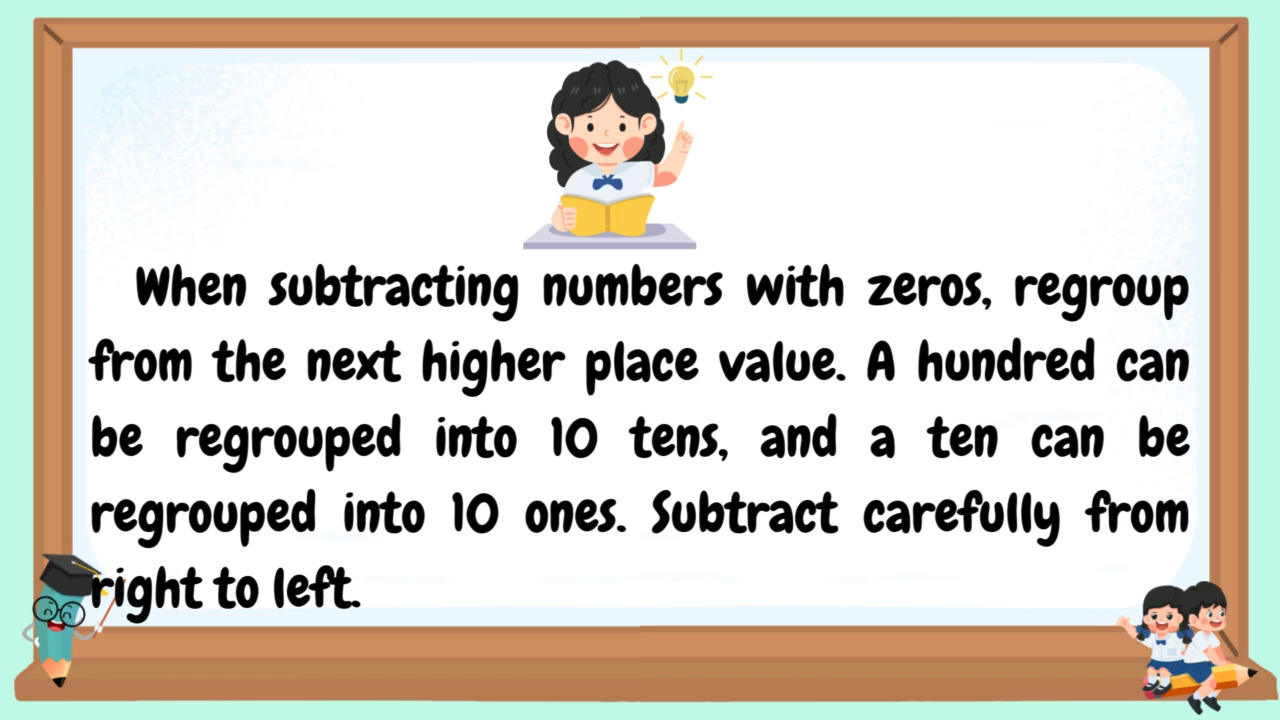 When subtracting numbers with zeros, regroup
from the next higher place value. A hundred can
be regrouped into 10 tens, and a ten can be
regrouped into 10 ones. Subtract carefully from
right to left.